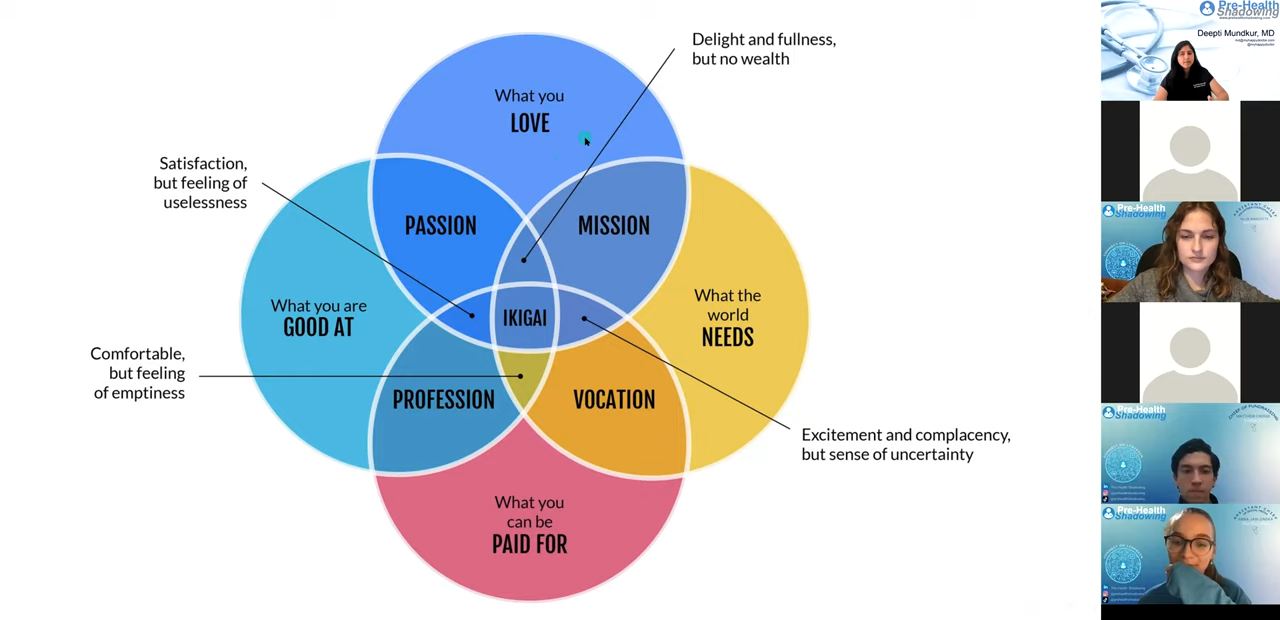 Delight and fullness,
but no wealth
What you
LOVE
Satisfaction,
but feeling of
uselessness
PASSION
MISSION
What you are
GOOD AT
IKIGAI
What the
world
NEEDS
Comfortable,
but feeling
of emptiness
PROFESSION
VOCATION
Excitement and complacency,
but sense of uncertainty
What you
can be
PAID FOR
Pre-Health
Shadowing
www.prehealthshadowing.com
Deepti Mundkur, MD
Pre-Health
Shadowing
Pre-Health
Shadowing
Pre-Health
Shadowing